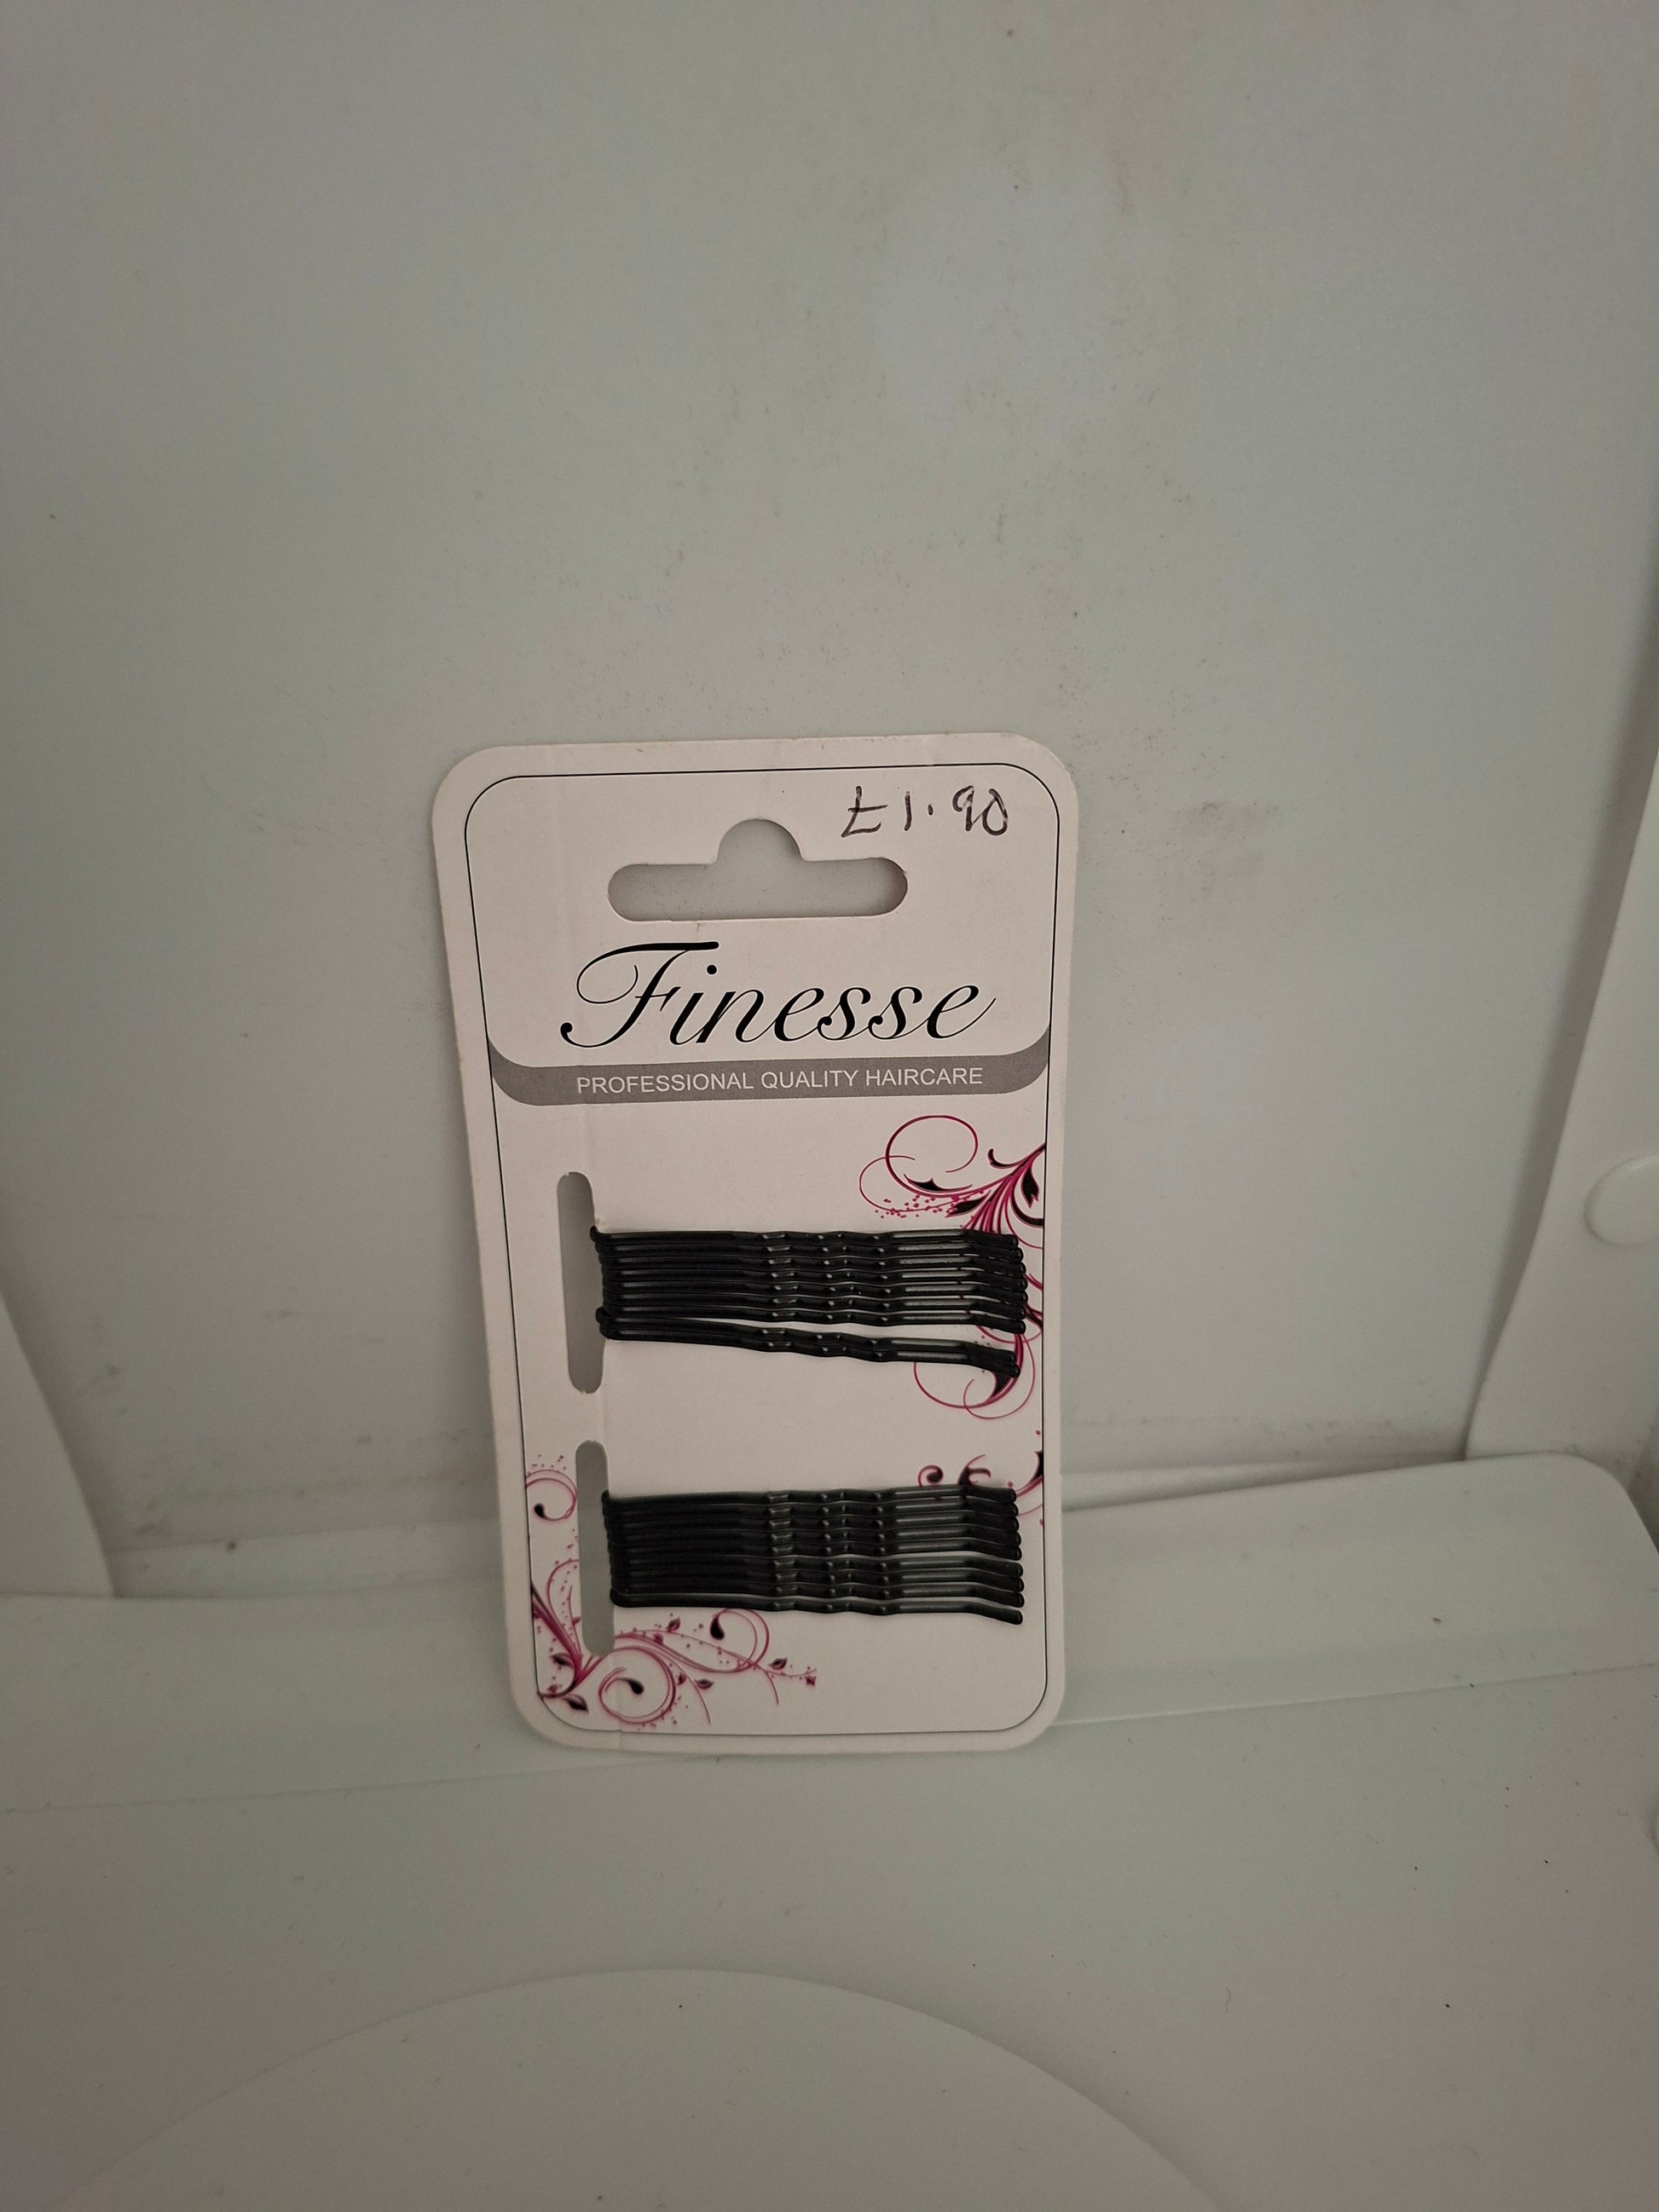 £1.90
Finesse
PROFESSIONAL QUALITY HAIRCARE